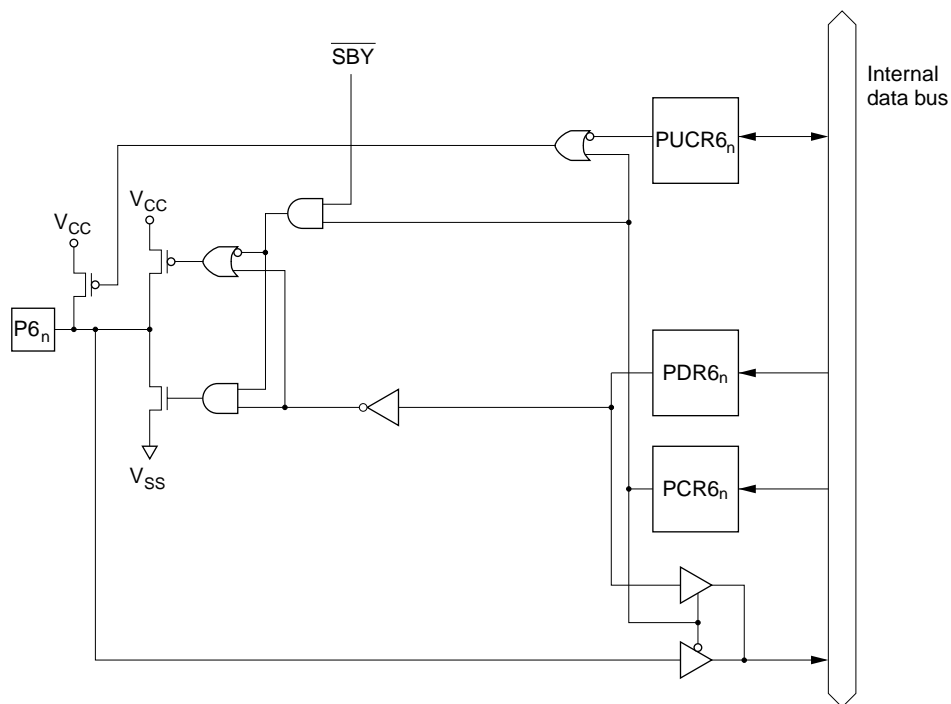 SBY
Internal
data bus
PUCR6n
VCC
VCC
P6n
PDR6n
VSS
PCR6n